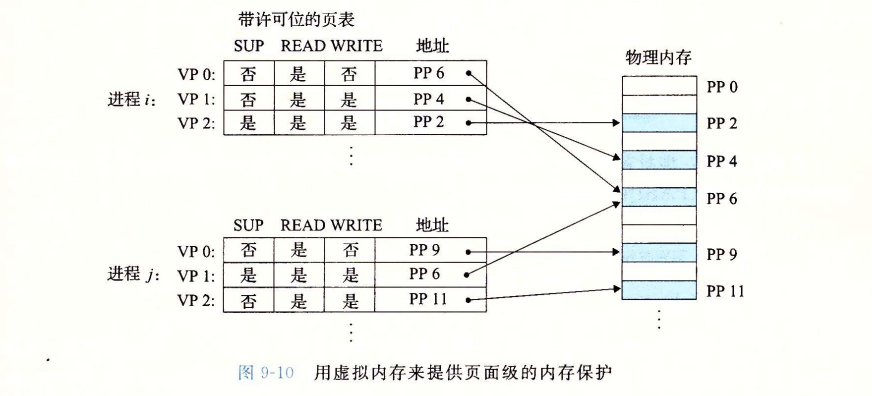 带许可位的页表
SUP READ WRITE 地址
物理内存
VP 0: 否 是 否 PP 6
PP 0
进程 i: VP 1: 否 是 是 PP 4
VP 2: 是 是 是 PP 2
PP 2
⋮
PP 4
PP 6
SUP READ WRITE 地址
VP 0: 否 是 否 PP 9
PP 9
进程 j: VP 1: 是 是 是 PP 6
VP 2: 否 是 是 PP 11
PP 11
⋮
⋮
图 9-10 用虚拟内存来提供页面级的内存保护